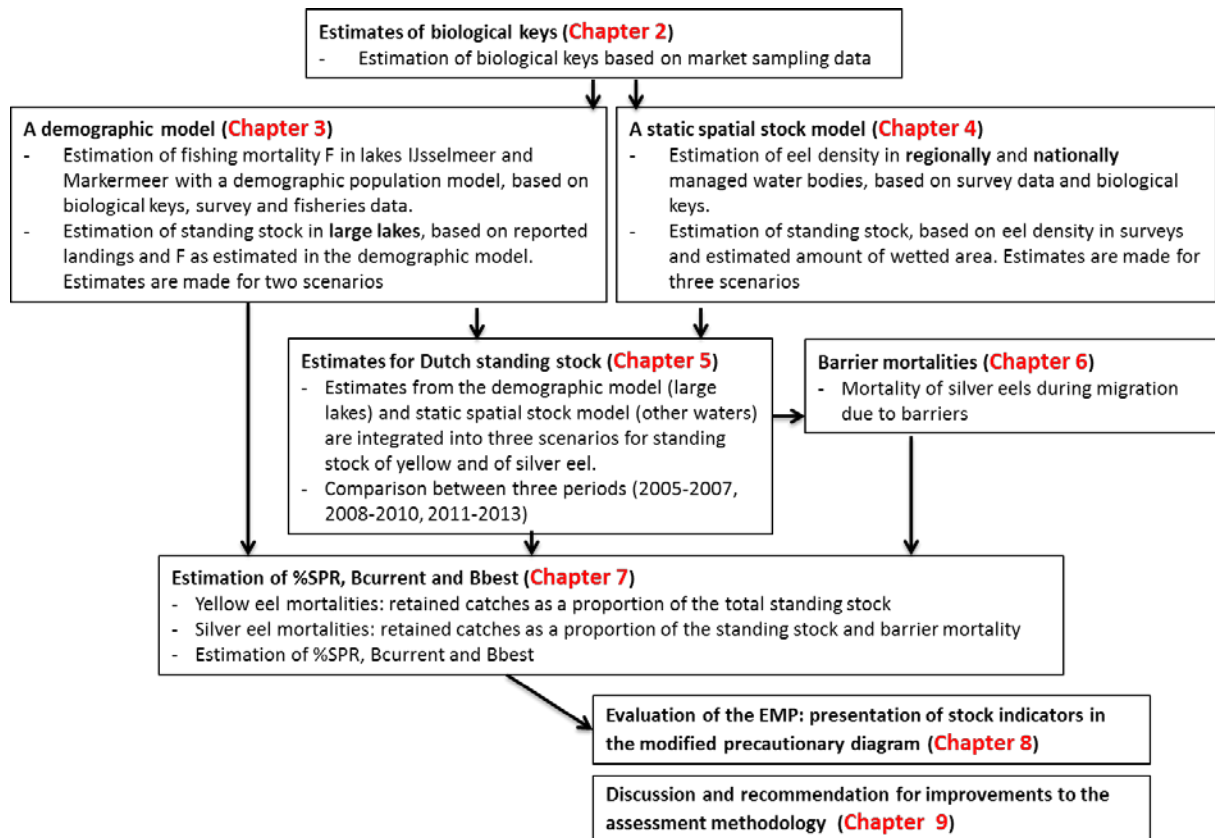 Estimates of biological keys (Chapter 2)
- Estimation of biological keys based on market sampling data
A demographic model (Chapter 3)
- Estimation of fishing mortality F in lakes IJsselmeer and
Markermeer with a demographic population model, based on
biological keys, survey and fisheries data.
- Estimation of standing stock in large lakes, based on reported
landings and F as estimated in the demographic model.
Estimates are made for two scenarios
A static spatial stock model (Chapter 4)
- Estimation of eel density in regionally and nationally
managed water bodies, based on survey data and biological
keys.
- Estimation of standing stock, based on eel density in surveys
and estimated amount of wetted area. Estimates are made for
three scenarios
Estimates for Dutch standing stock (Chapter 5)
- Estimates from the demographic model (large
lakes) and static spatial stock model (other waters)
are integrated into three scenarios for standing
stock of yellow and of silver eel.
- Comparison between three periods (2005-2007,
2008-2010, 2011-2013)
Barrier mortalities (Chapter 6)
- Mortality of silver eels during migration
due to barriers
Estimation of %SPR, Bcurrent and Bbest (Chapter 7)
- Yellow eel mortalities: retained catches as a proportion of the total standing stock
- Silver eel mortalities: retained catches as a proportion of the standing stock and barrier mortality
- Estimation of %SPR, Bcurrent and Bbest
Evaluation of the EMP: presentation of stock indicators in
the modified precautionary diagram (Chapter 8)
Discussion and recommendation for improvements to the
assessment methodology (Chapter 9)